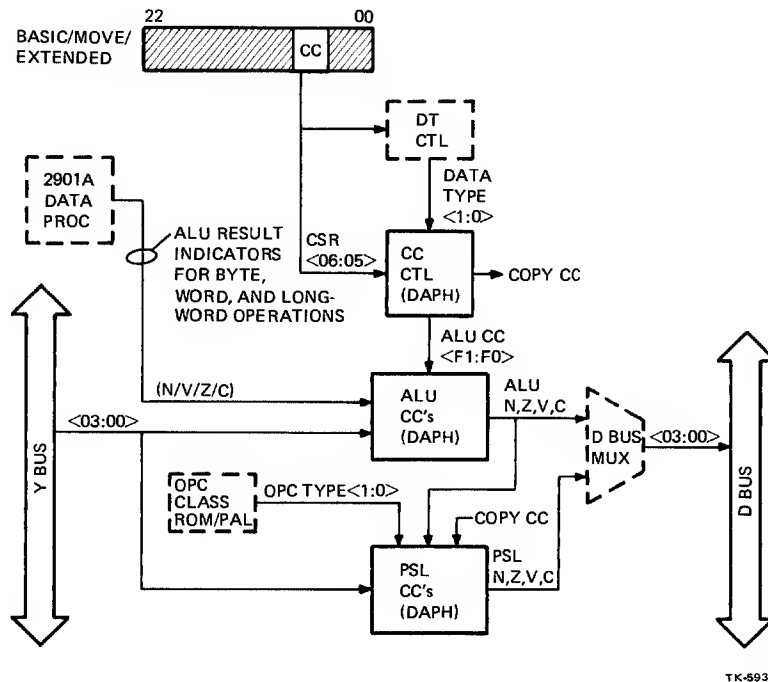 22 00
BASIC/MOVE/
EXTENDED
CC
DT
CTL
2901A
DATA
PROC
DATA
TYPE
<1:0>
ALU RESULT
INDICATORS
FOR BYTE,
WORD, AND LONG-
WORD OPERATIONS
CSR
<06:05>
CC
CTL
(DAPH)
COPY CC
ALU CC
<F1:F0>
(N/V/Z/C)
ALU
CC's
(DAPH)
ALU
N,Z,V,C
<03:00>
Y BUS
D BUS
MUX
<03:00>
D BUS
OPC
CLASS
ROM/PAL
OPC TYPE<1:0>
COPY CC
PSL
CC's
(DAPH)
PSL
N,Z,V,C
TK-593